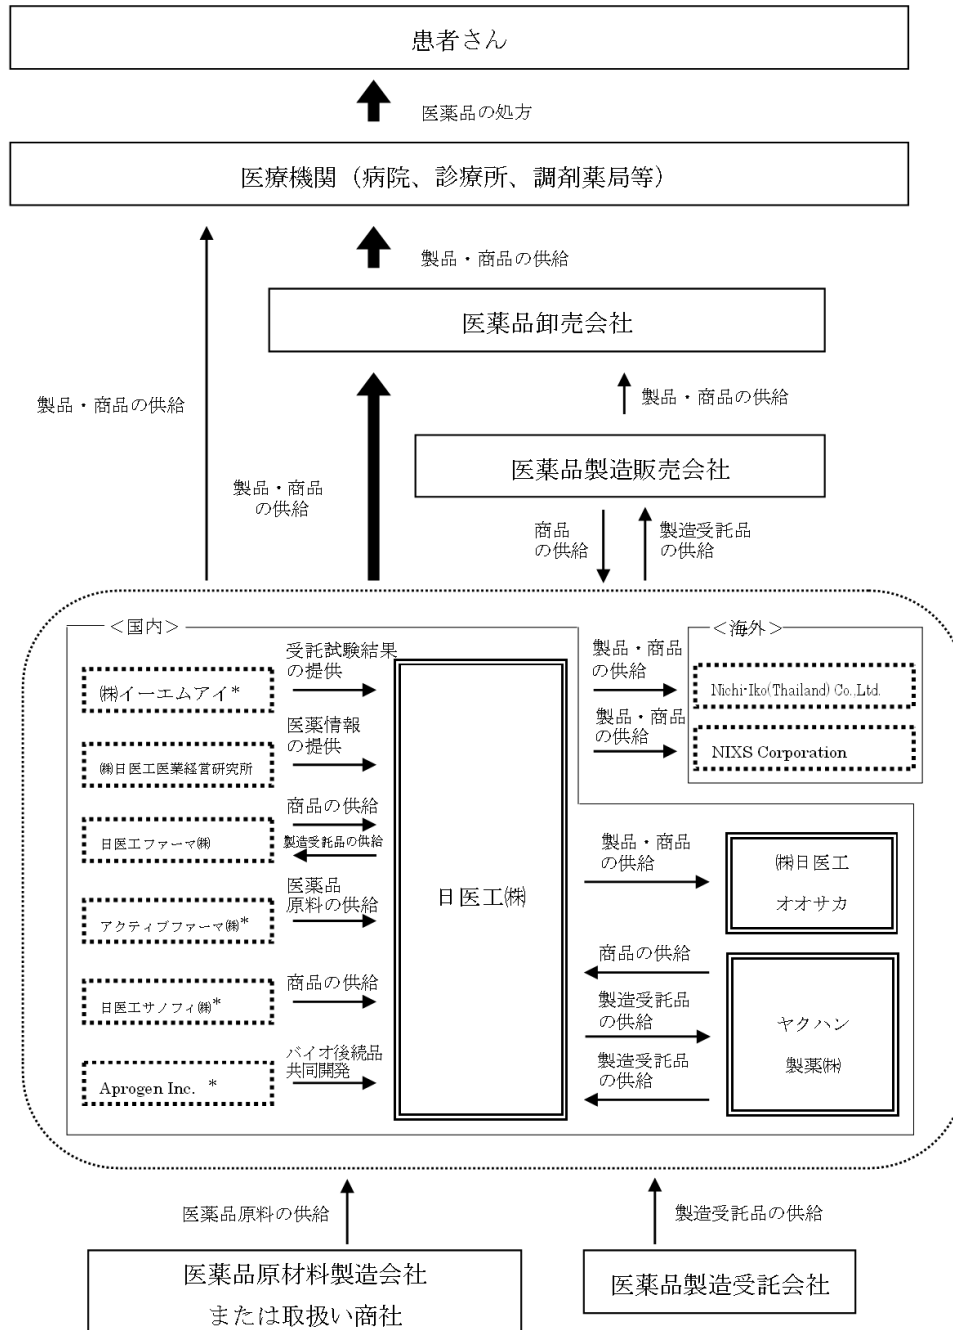 患者さん
医薬品の処方
医療機関（病院、診療所、調剤薬局等）
製品・商品の供給
医薬品卸売会社
製品・商品の供給
製品・商品の供給
医薬品製造販売会社
製品・商品
の供給
商品
の供給
製造受託品
の供給
＜国内＞
＜海外＞
受託試験結果
の提供
㈱イーエムアイ*
医薬情報
の提供
㈱日医工医業経営研究所
商品の供給
製造受託品の供給
日医工ファーマ㈱
医薬品
原料の供給
アクティブファーマ㈱*
商品の供給
日医工サノフィ㈱*
バイオ後続品
共同開発
Aprogen Inc. *
日医工㈱
製品・商品
の供給
Nichi-Iko(Thailand) Co.,Ltd.
製品・商品
の供給
NIXS Corporation
製品・商品
の供給
㈱日医工
オオサカ
商品の供給
製造受託品
の供給
製造受託品
の供給
ヤクハン
製薬㈱
医薬品原料の供給
製造受託品の供給
医薬品原材料製造会社
または取扱い商社
医薬品製造受託会社